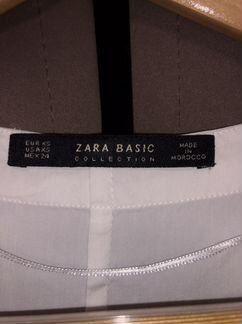 EUR XS
USA XS
MEX 24
ZARA BASIC
COLLECTION
MADE IN
MOROCCO